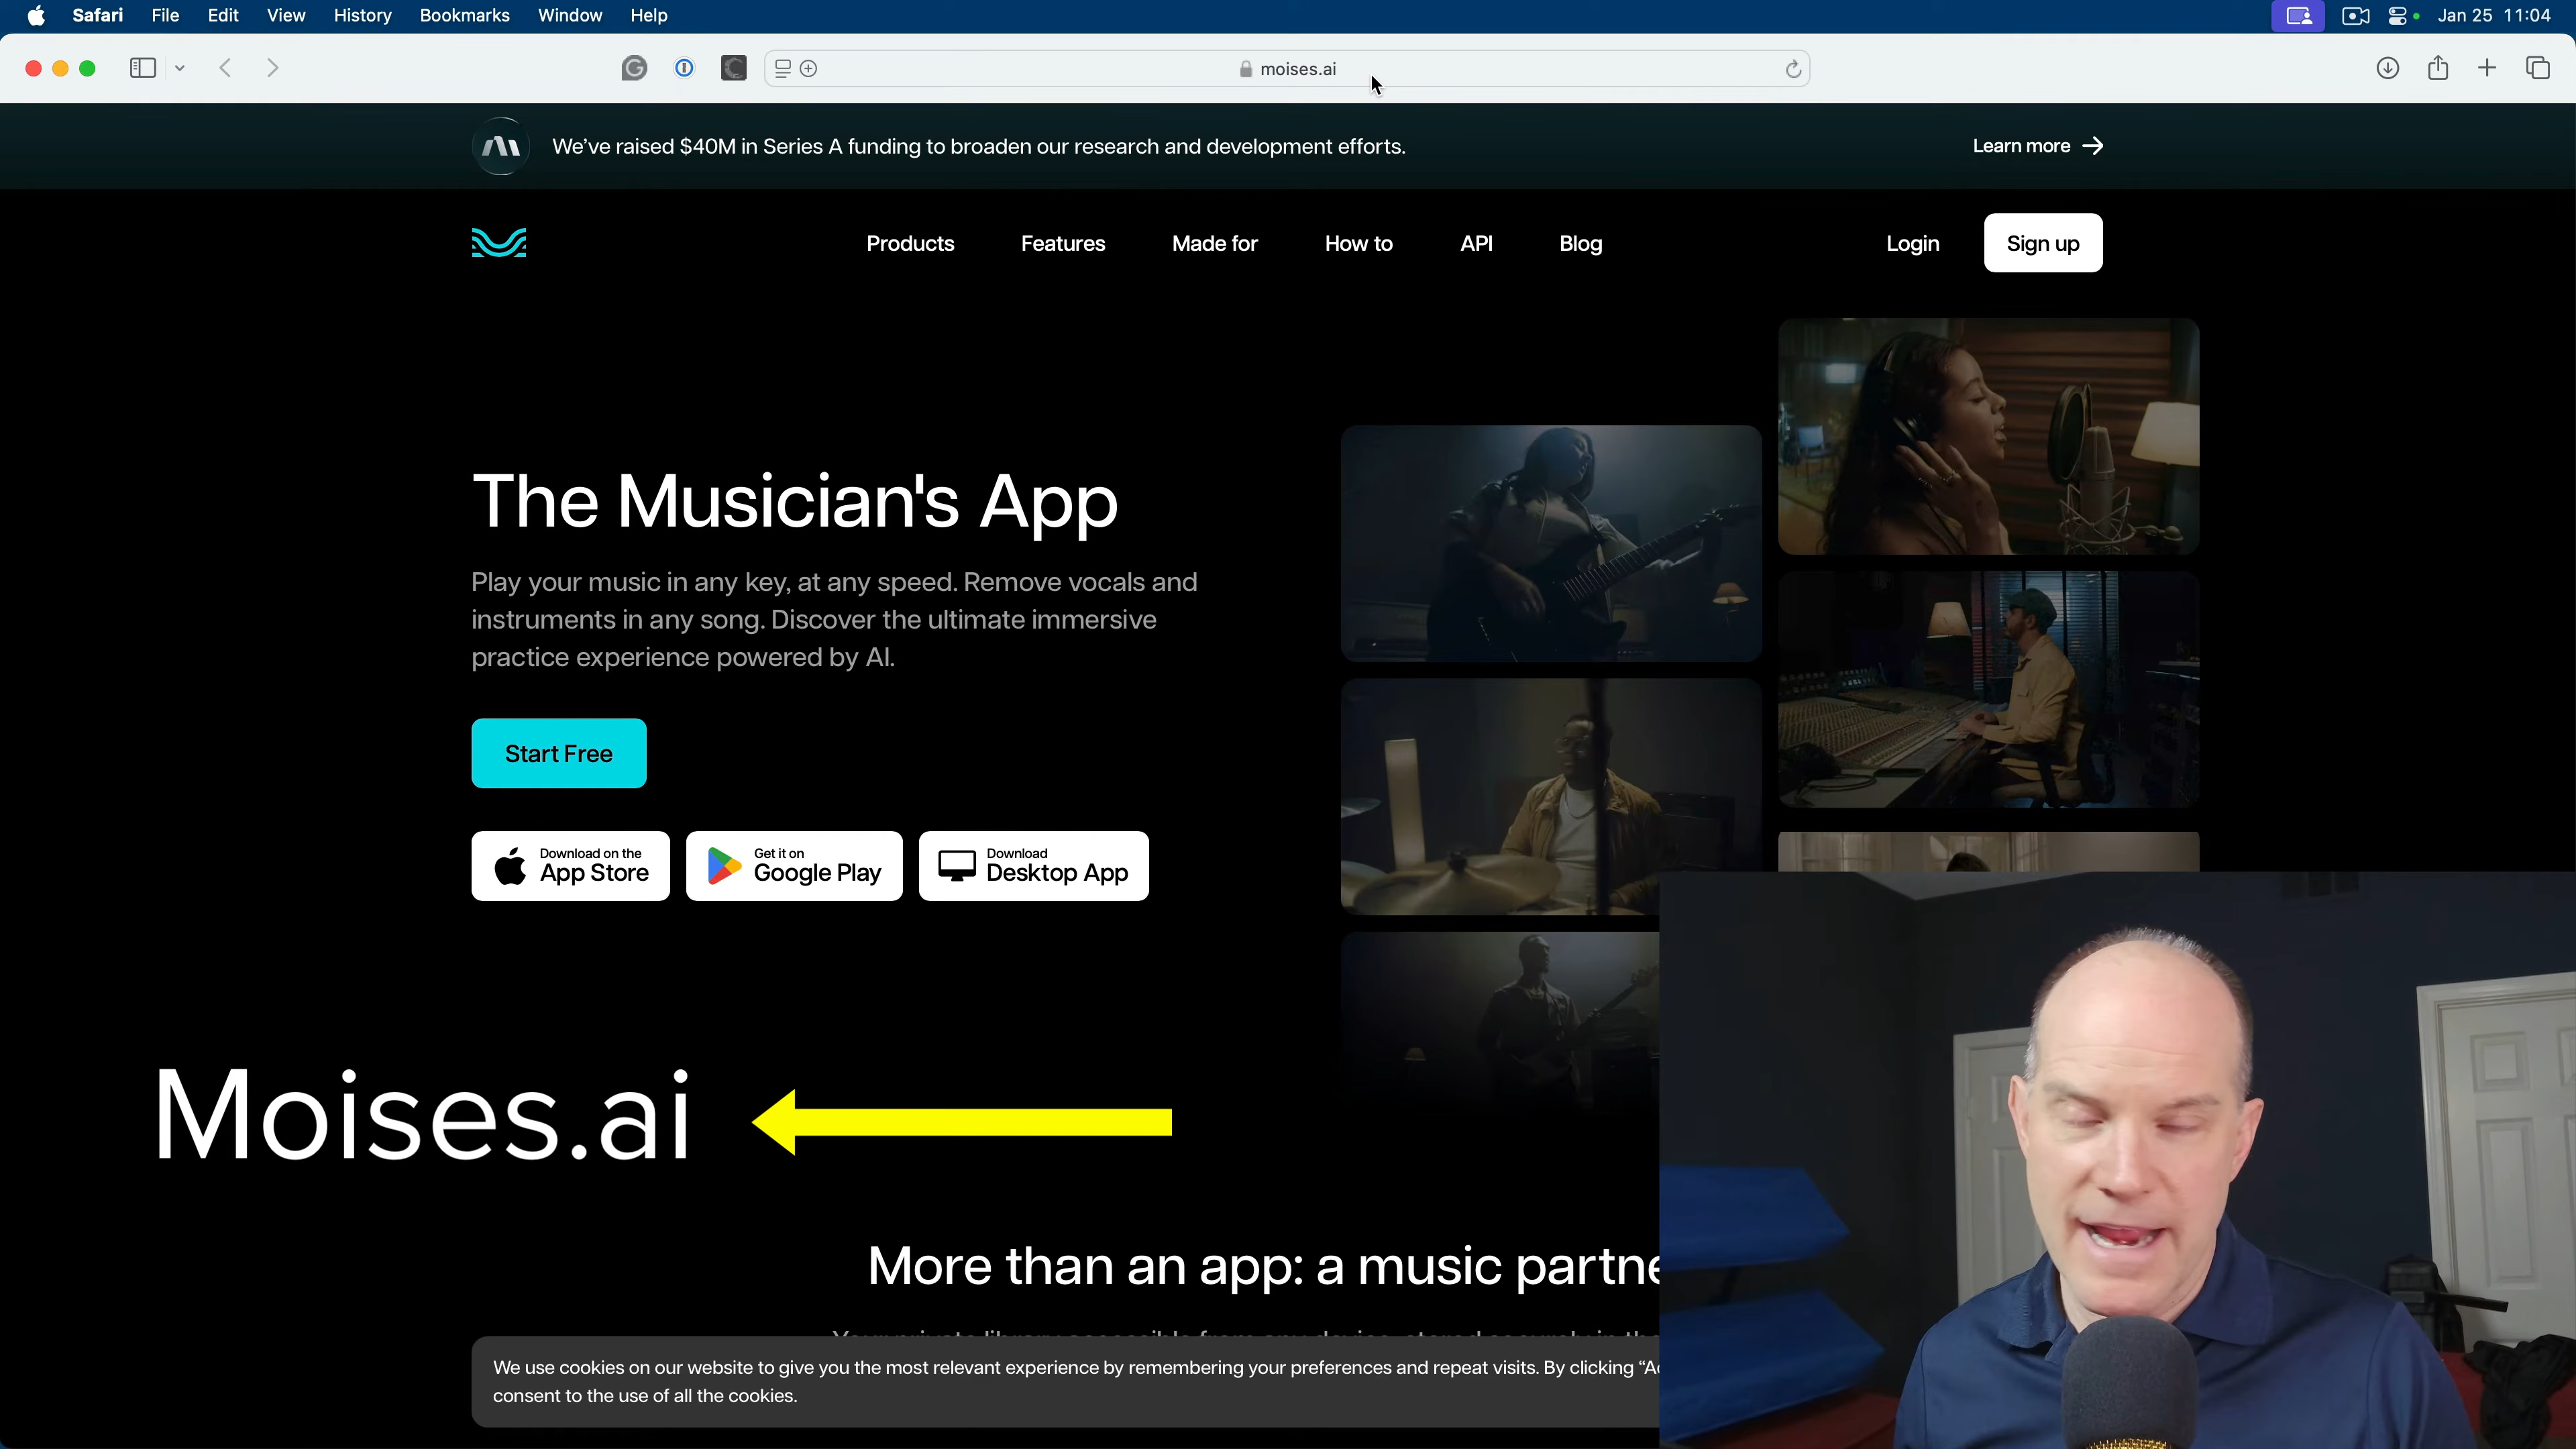 Safari File Edit View History Bookmarks Window Help
Jan 25 11:04
moises.ai
We've raised $40M in Series A funding to broaden our research and development efforts.
Learn more
Products Features Made for How to API Blog
Login Sign up
The Musician's App
Play your music in any key, at any speed. Remove vocals and
instruments in any song. Discover the ultimate immersive
practice experience powered by AI.
Start Free
Download on the
App Store
Get it on
Google Play
Download
Desktop App
Moises.ai
More than an app: a music partne
We use cookies on our website to give you the most relevant experience by remembering your preferences and repeat visits. By clicking “Ac
consent to the use of all the cookies.